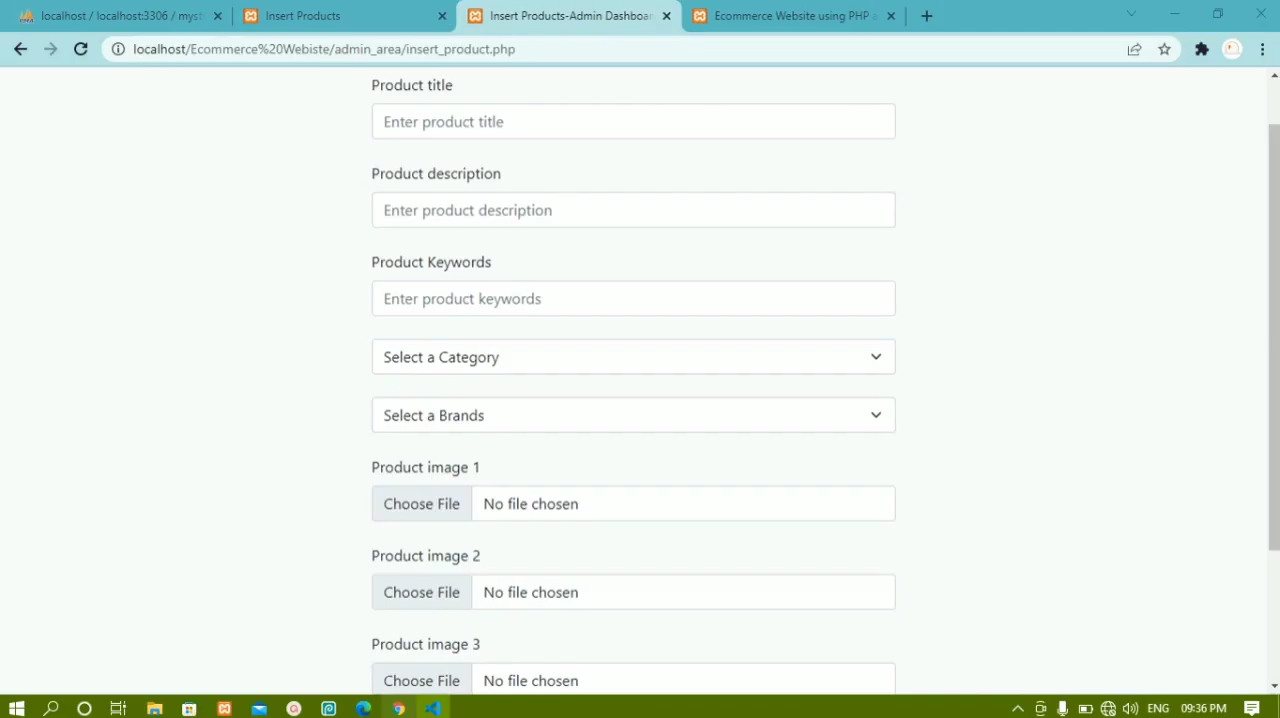 localhost / localhost:3306 / myst
Insert Products
Insert Products-Admin Dashboar
Ecommerce Website using PHP a
localhost/Ecommerce%20Webiste/admin_area/insert_product.php
Product title
Enter product title
Product description
Enter product description
Product Keywords
Enter product keywords
Select a Category
Select a Brands
Product image 1
Choose File No file chosen
Product image 2
Choose File No file chosen
Product image 3
Choose File No file chosen
ENG 09:36 PM